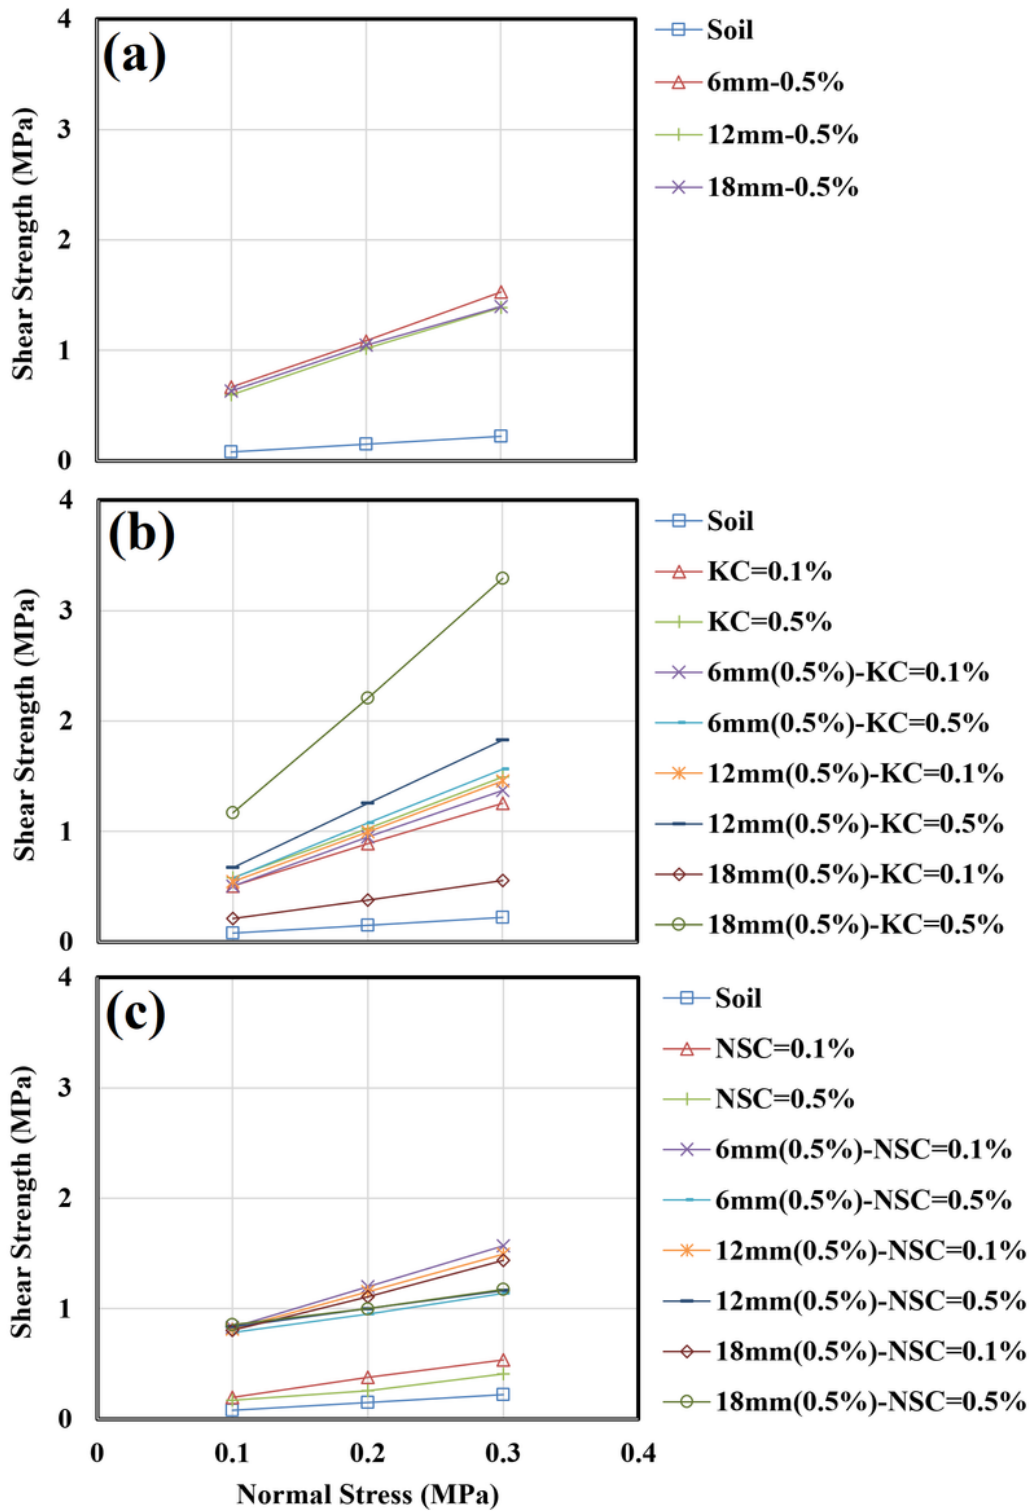 (a)
4
3
2
1
0
Shear Strength (MPa)
Soil
6mm-0.5%
12mm-0.5%
18mm-0.5%
(b)
4
3
2
1
0
Shear Strength (MPa)
Soil
KC=0.1%
KC=0.5%
6mm(0.5%)-KC=0.1%
6mm(0.5%)-KC=0.5%
12mm(0.5%)-KC=0.1%
12mm(0.5%)-KC=0.5%
18mm(0.5%)-KC=0.1%
18mm(0.5%)-KC=0.5%
(c)
4
3
2
1
0
Shear Strength (MPa)
Soil
NSC=0.1%
NSC=0.5%
6mm(0.5%)-NSC=0.1%
6mm(0.5%)-NSC=0.5%
12mm(0.5%)-NSC=0.1%
12mm(0.5%)-NSC=0.5%
18mm(0.5%)-NSC=0.1%
18mm(0.5%)-NSC=0.5%
0 0.1 0.2 0.3 0.4
Normal Stress (MPa)